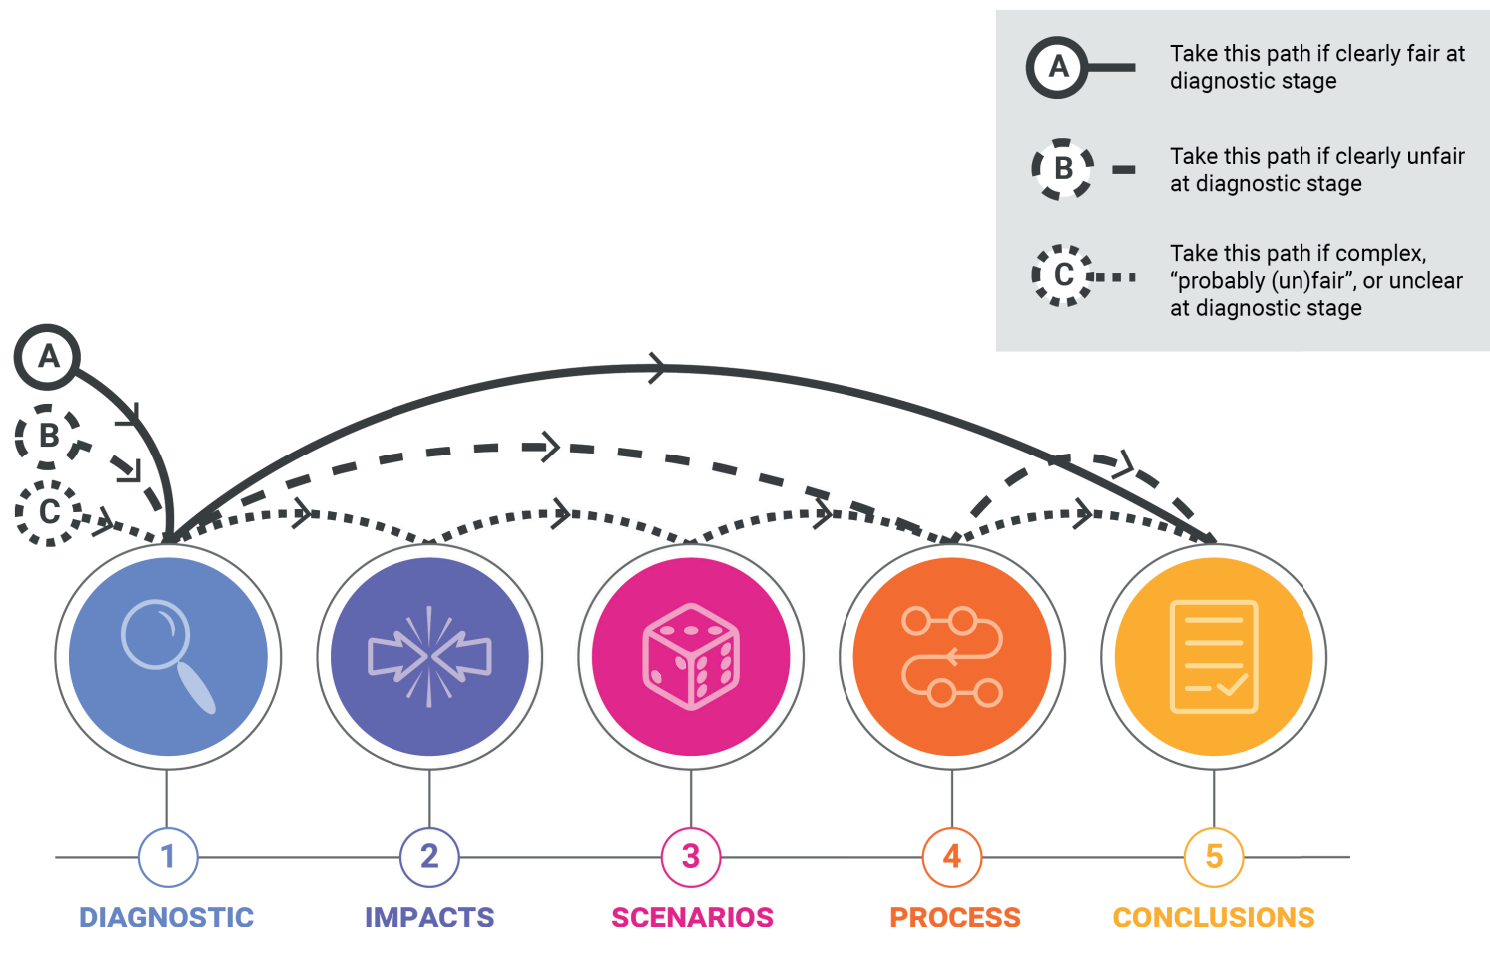 A
Take this path if clearly fair at
diagnostic stage
B
Take this path if clearly unfair
at diagnostic stage
C
Take this path if complex,
“probably (un)fair”, or unclear
at diagnostic stage
A
B
C
1
2
3
4
5
DIAGNOSTIC
IMPACTS
SCENARIOS
PROCESS
CONCLUSIONS